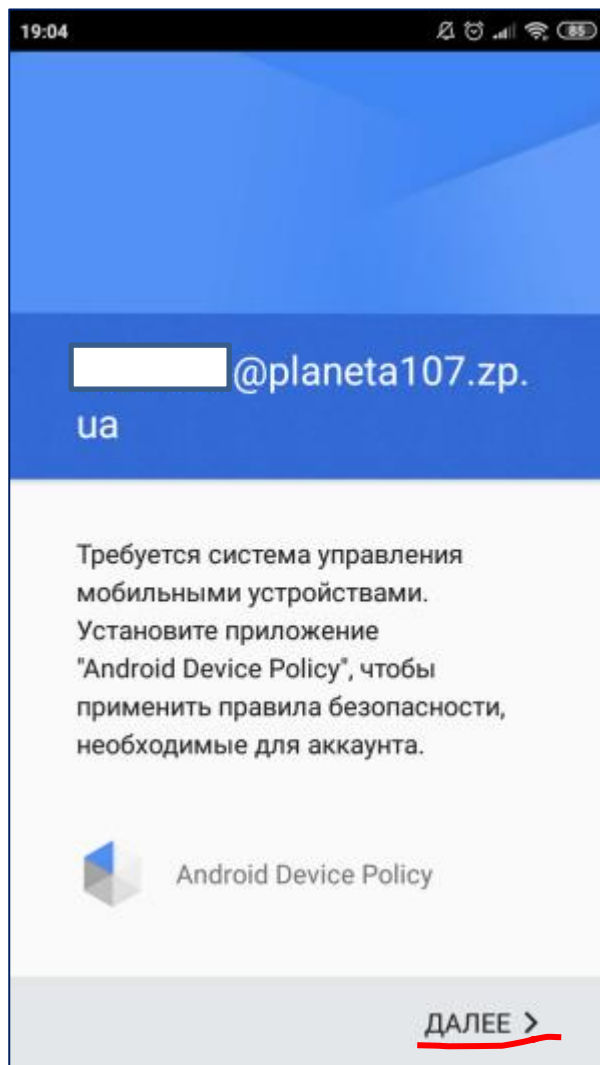 19:04
85
@planeta107.zp.
ua
Требуется система управления
мобильными устройствами.
Установите приложение
"Android Device Policy", чтобы
применить правила безопасности,
необходимые для аккаунта.
Android Device Policy
ДАЛЕЕ